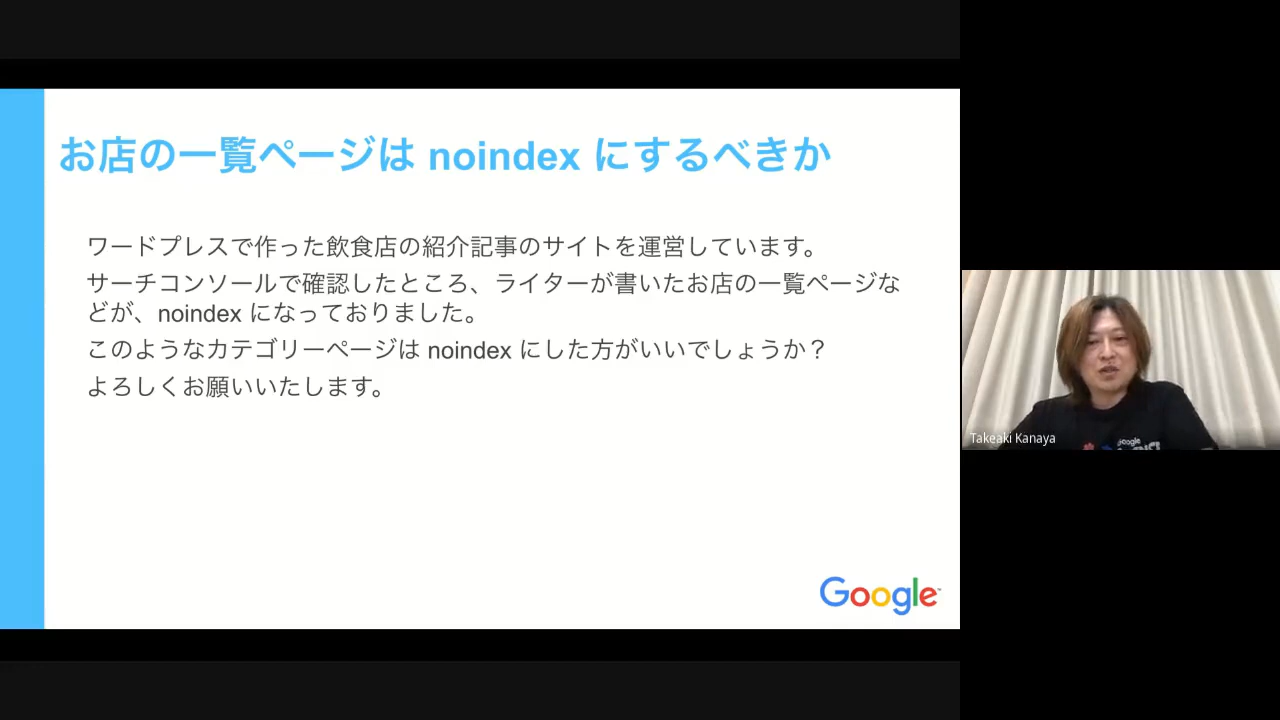 お店の一覧ページは noindex にするべきか
ワードプレスで作った飲食店の紹介記事のサイトを運営しています。
サーチコンソールで確認したところ、ライターが書いたお店の一覧ページな
どが、noindex になっておりました。
このようなカテゴリーページは noindex にした方がいいでしょうか？
よろしくお願いいたします。
Google
Takeaki Kanaya
Google